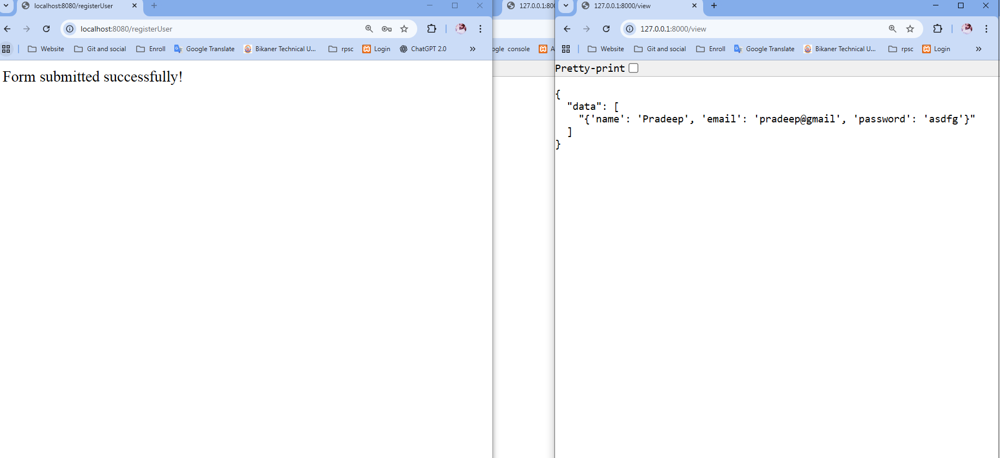 localhost:8080/registerUser
localhost:8080/registerUser
Website Git and social Enroll Google Translate Bikaner Technical U... rpsc Login ChatGPT 2.0
Form submitted successfully!
127.0.0.1:80
console
127.0.0.1:8000/view
127.0.0.1:8000/view
Website Git and social Enroll Google Translate Bikaner Technical U... rpsc Login
Pretty-print
{
"data": [
"{'name': 'Pradeep', 'email': 'pradeep@gmail', 'password': 'asdfg'}"
]
}